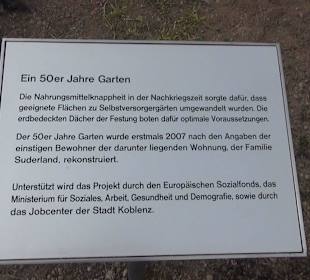 Ein 50er Jahre Garten
Die Nahrungsmittelknappheit in der Nachkriegszeit sorgte dafür, dass
geeignete Flächen zu Selbstversorgergärten umgewandelt wurden. Die
erdbedeckten Dächer der Festung boten dafür optimale Voraussetzungen.
Der 50er Jahre Garten wurde erstmals 2007 nach den Angaben der
einstigen Bewohner der darunter liegenden Wohnung, der Familie
Suderland, rekonstruiert.
Unterstützt wird das Projekt durch den Europäischen Sozialfonds, das
Ministerium für Soziales, Arbeit, Gesundheit und Demografie, sowie durch
das Jobcenter der Stadt Koblenz.